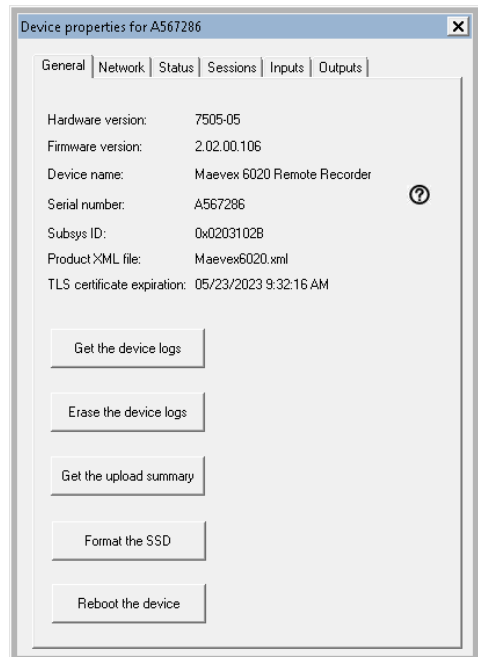 Device properties for A567286
General Network Status Sessions Inputs Outputs
Hardware version: 7505-05
Firmware version: 2.02.00.106
Device name: Maevex 6020 Remote Recorder
Serial number: A567286
Subsys ID: 0x0203102B
Product XML file: Maevex6020.xml
TLS certificate expiration: 05/23/2023 9:32:16 AM
Get the device logs
Erase the device logs
Get the upload summary
Format the SSD
Reboot the device